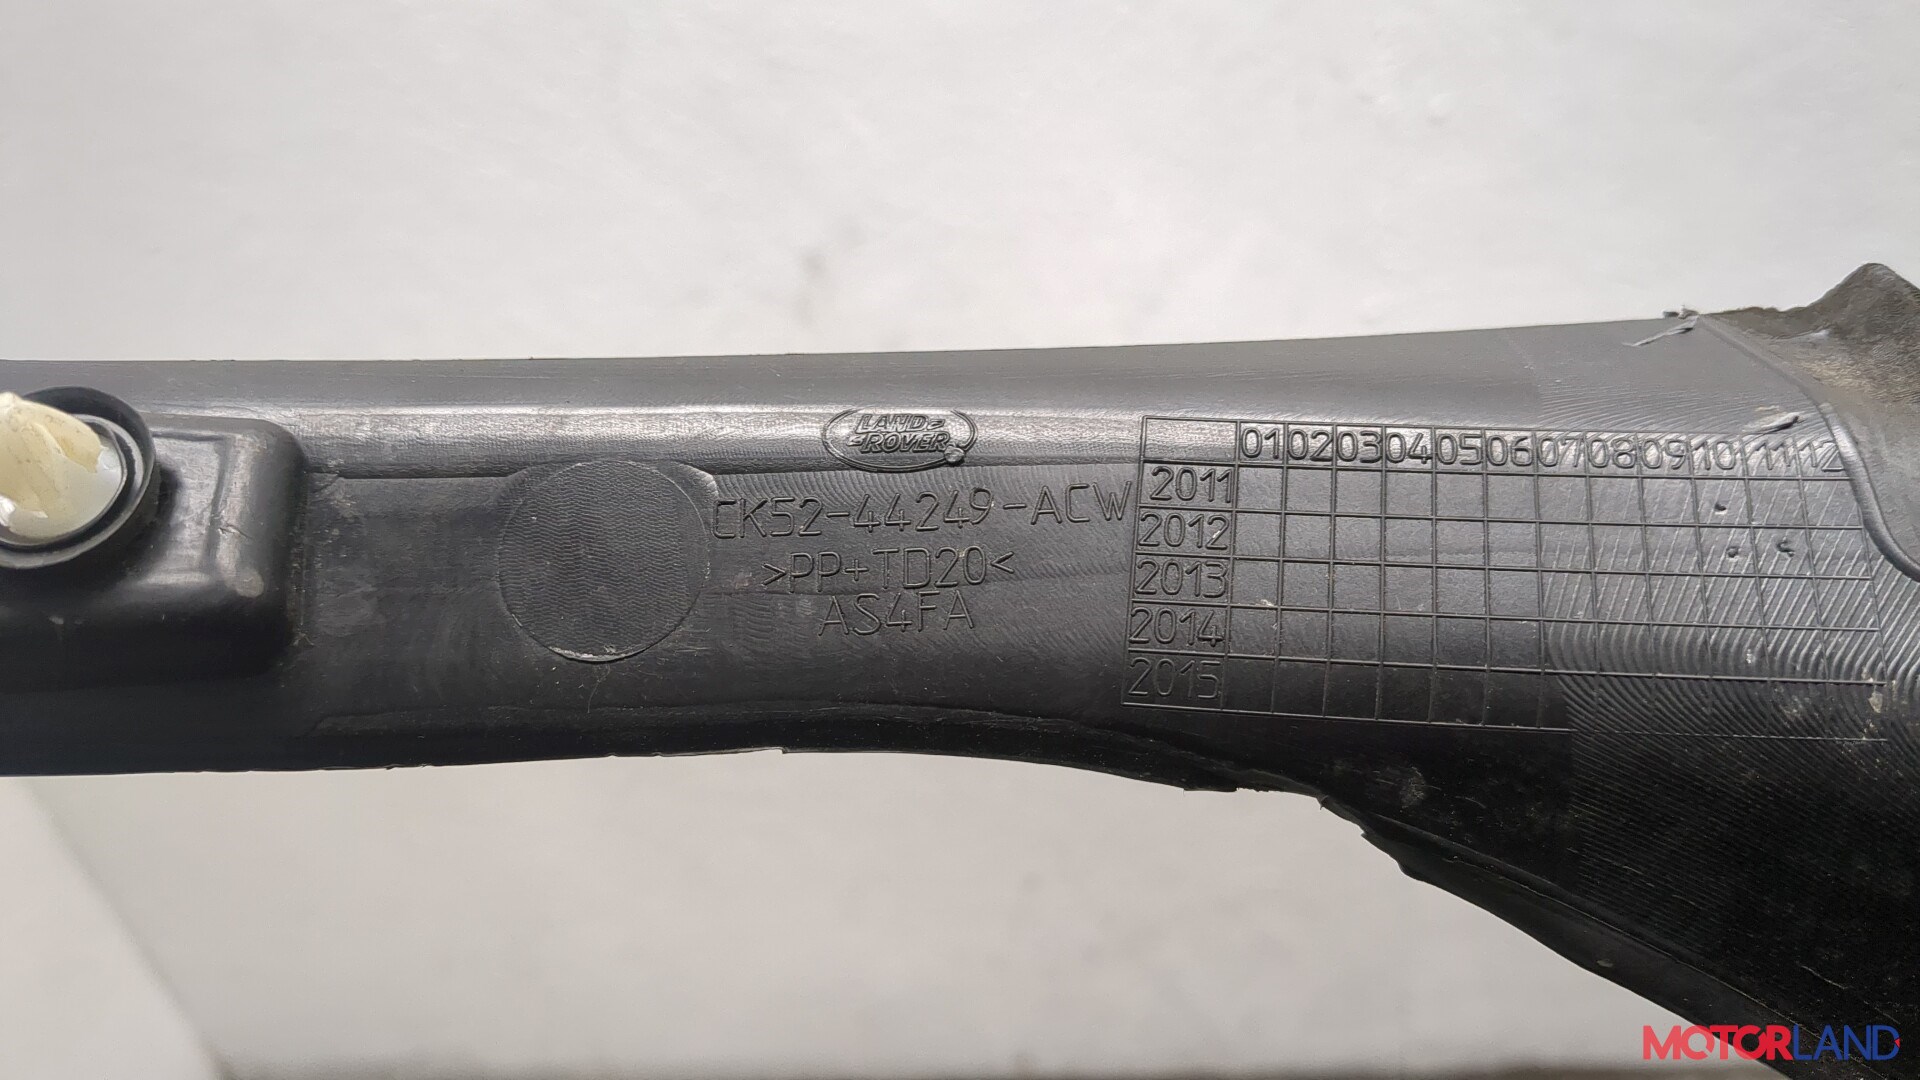 LAND
ROVER
CK52-44249-ACW
>PP+TD20<
AS4FA
01 02 03 04 05 06 07 08 09 10 11 12
2011
2012
2013
2014
2015
MOTORLAND